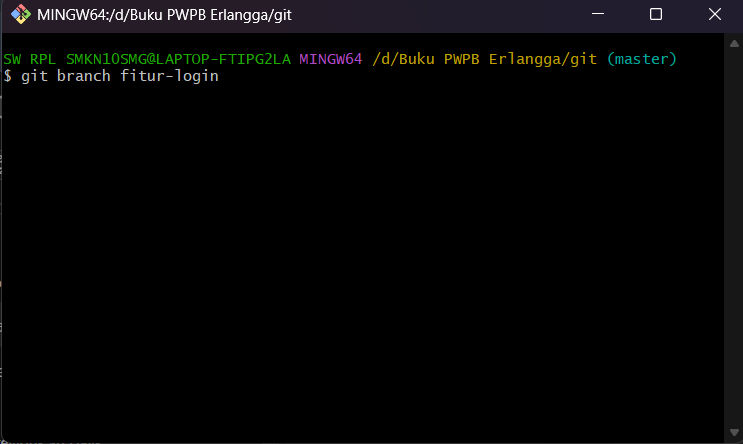 MINGW64:/d/Buku PWPB Erlangga/git
SW RPL SMKN10SMG@LAPTOP-FTIPG2LA MINGW64 /d/Buku PWPB Erlangga/git (master)
$ git branch fitur-login